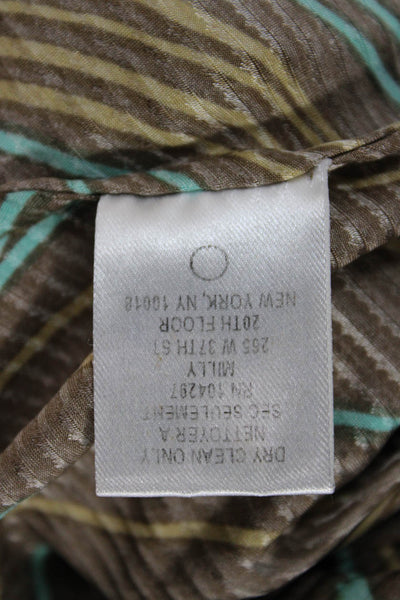 DRY CLEAN ONLY
NETTOYER A
SEC SEULEMENT
RN 104297
MILLY
265 W 37TH ST
20TH FLOOR
NEW YORK, NY 10018